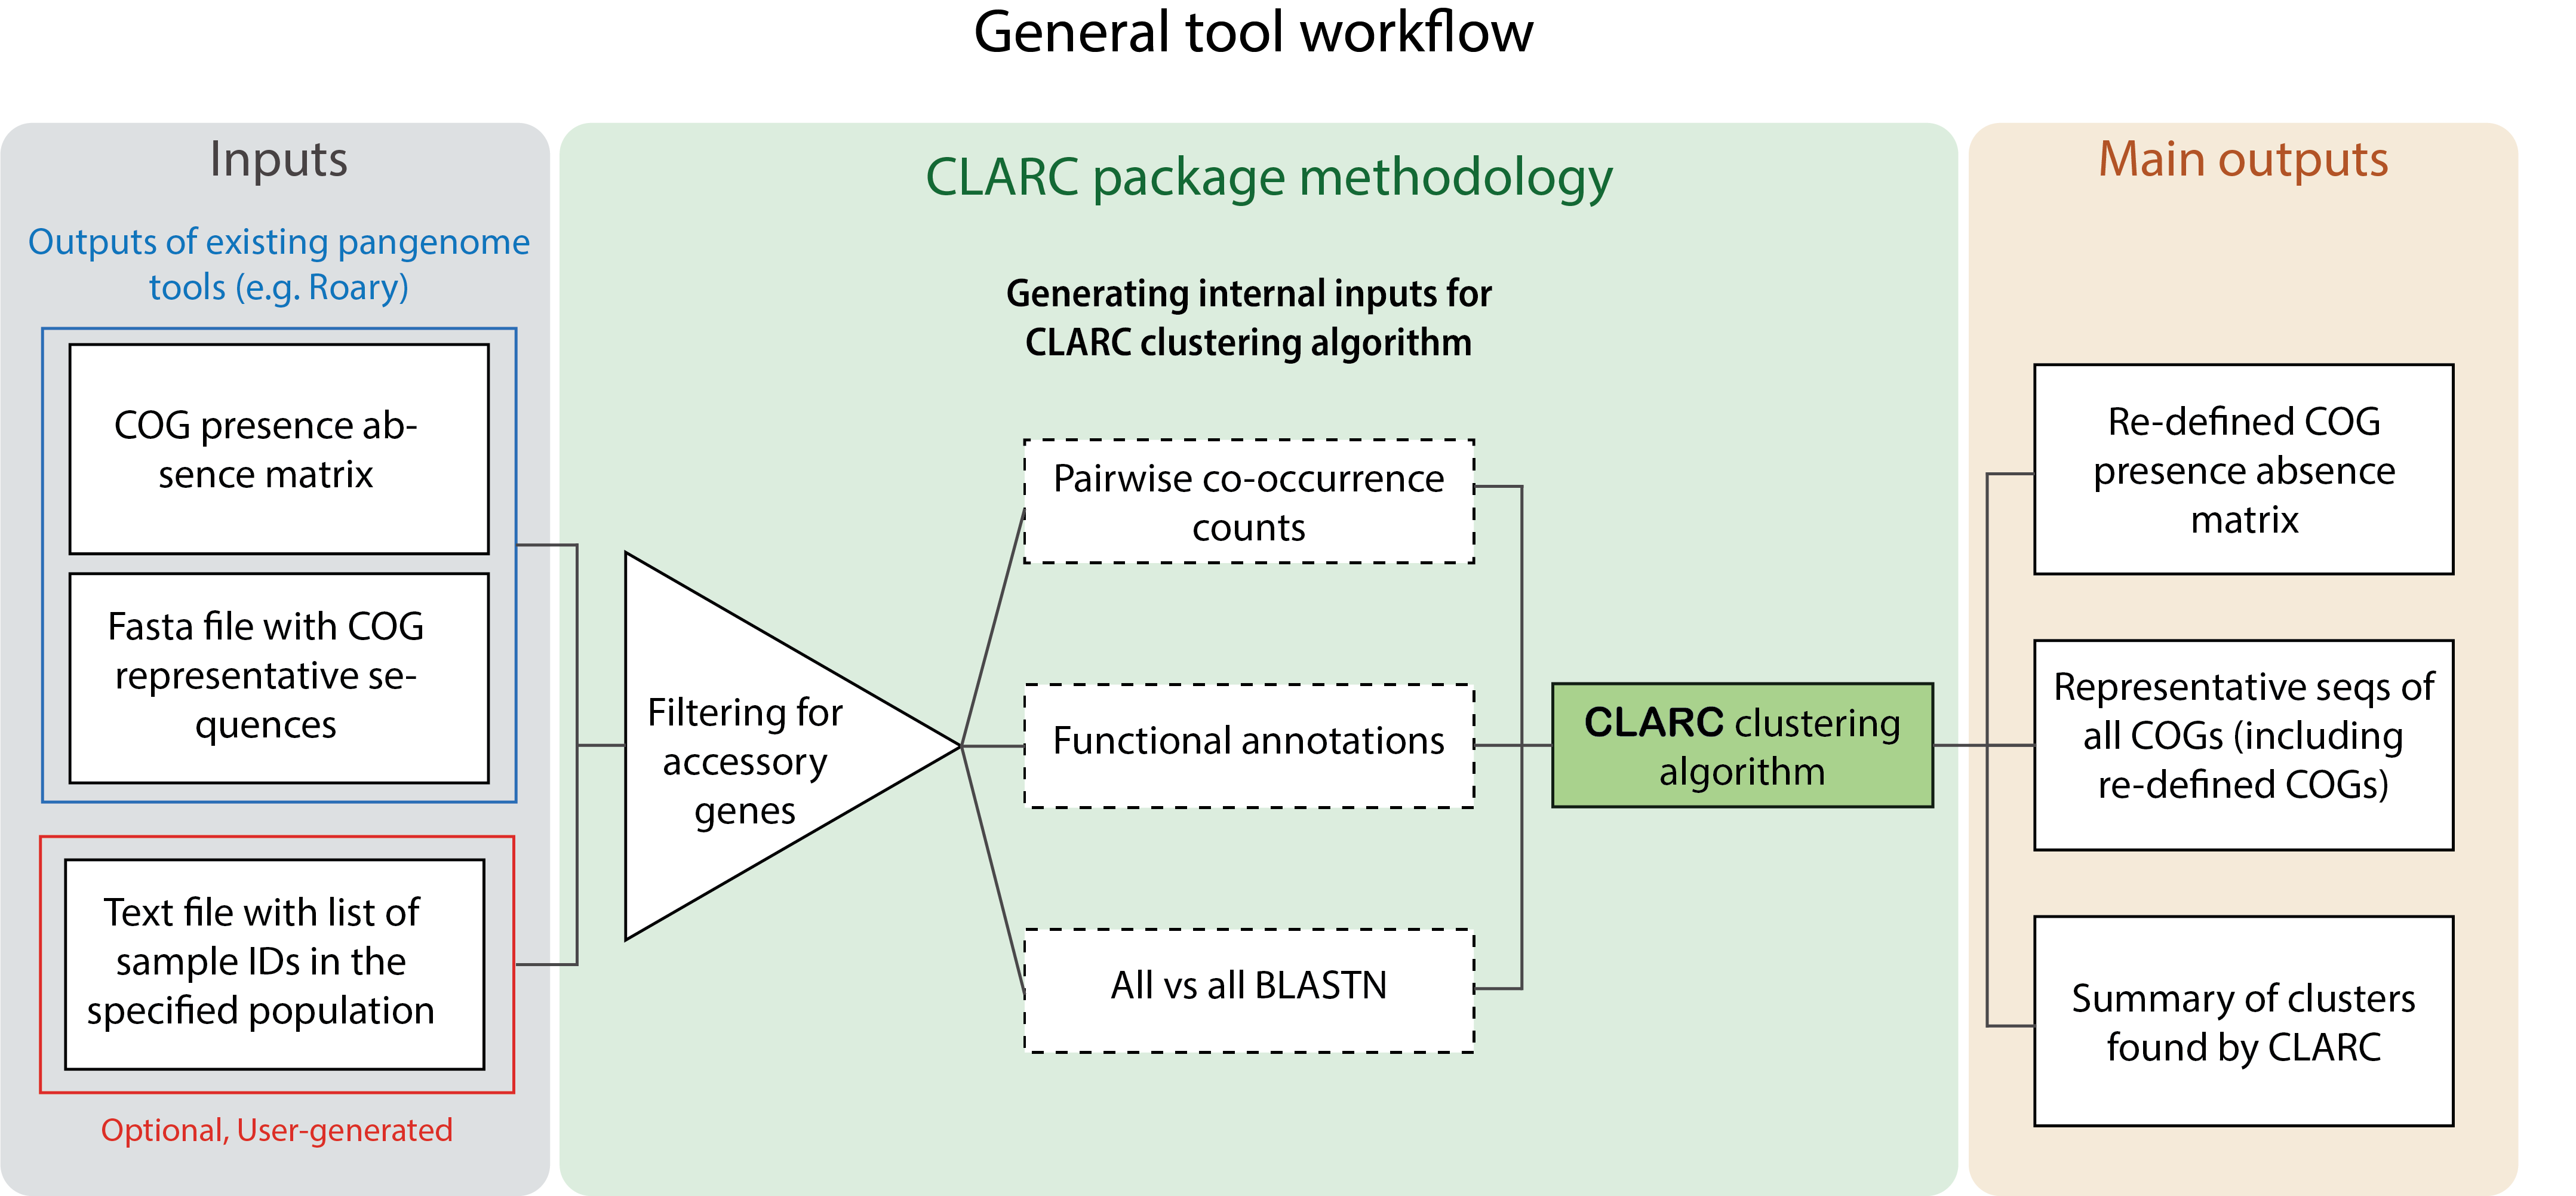 General tool workflow
Inputs
Outputs of existing pangenome
tools (e.g. Roary)
COG presence ab-
sence matrix
Fasta file with COG
representative se-
quences
Text file with list of
sample IDs in the
specified population
Optional, User-generated
CLARC package methodology
Generating internal inputs for
CLARC clustering algorithm
Filtering for
accessory
genes
Pairwise co-occurrence
counts
Functional annotations
All vs all BLASTN
CLARC clustering
algorithm
Main outputs
Re-defined COG
presence absence
matrix
Representative seqs of
all COGs (including
re-defined COGs)
Summary of clusters
found by CLARC